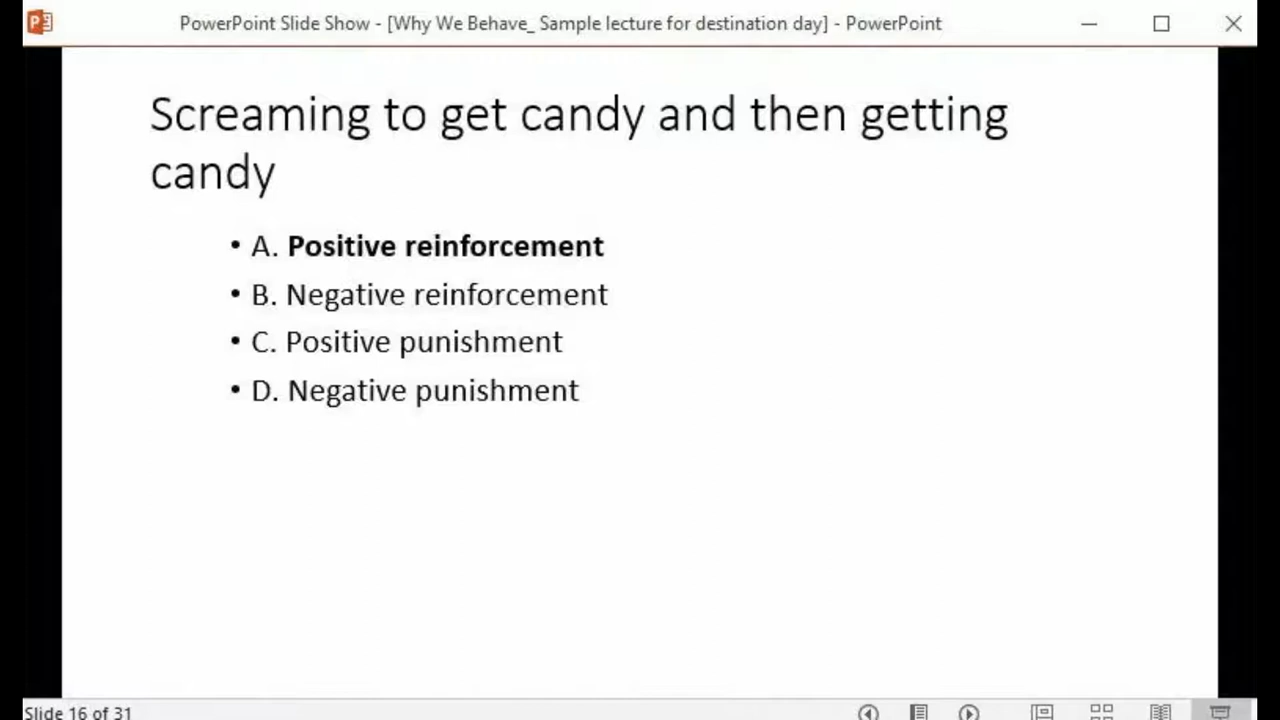 PowerPoint Slide Show - [Why We Behave_ Sample lecture for destination day] - PowerPoint
Screaming to get candy and then getting
candy
• A. Positive reinforcement
• B. Negative reinforcement
• C. Positive punishment
• D. Negative punishment
Slide 16 of 31